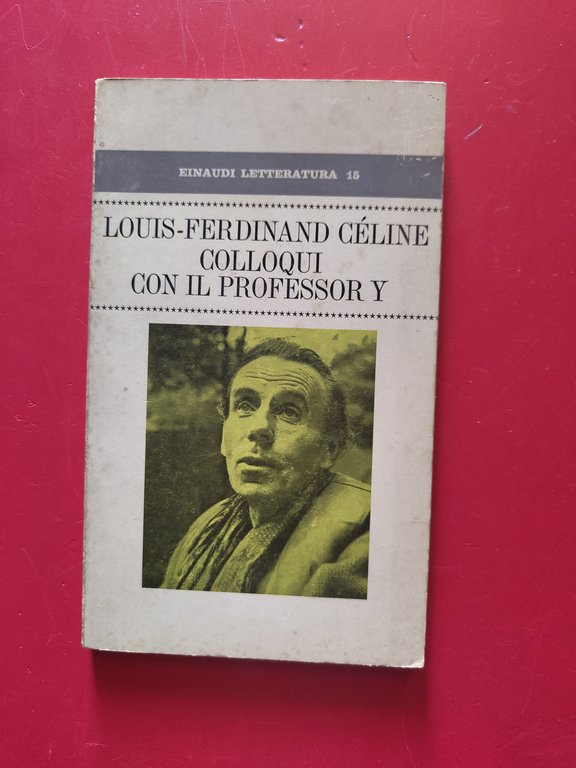 EINAUDI LETTERATURA 15
LOUIS-FERDINAND CÉLINE
COLLOQUI
CON IL PROFESSOR Y